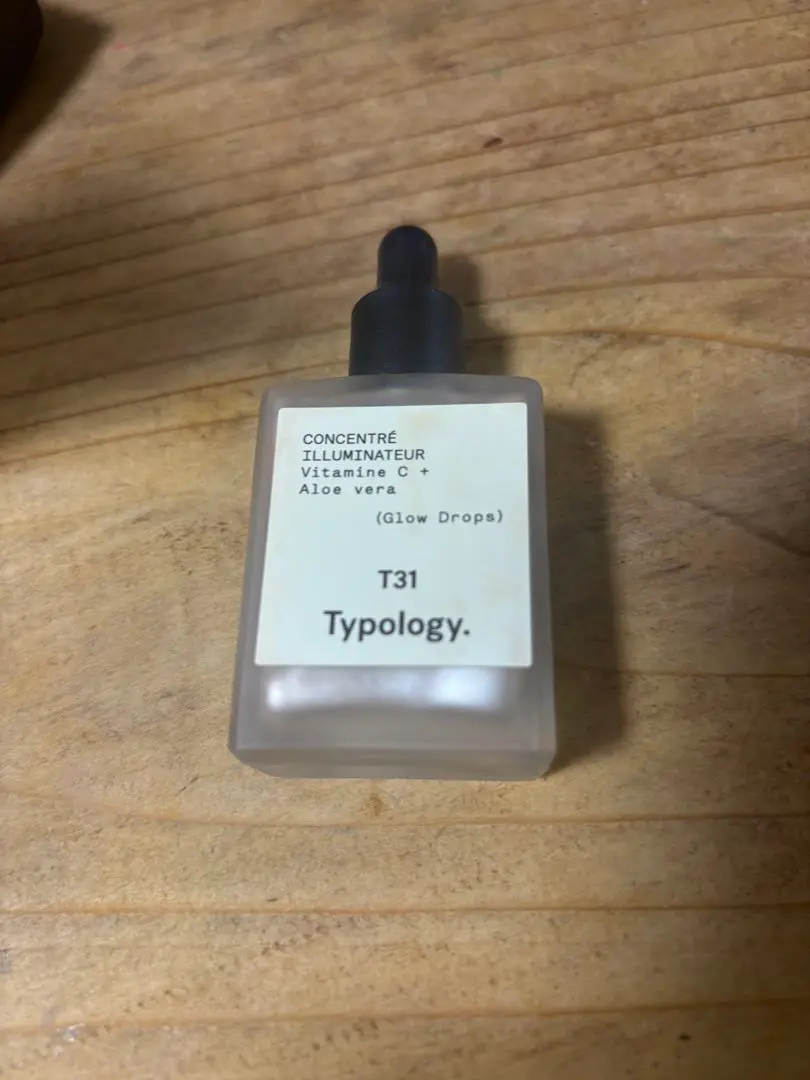 CONCENTRÉ
ILLUMINATEUR
Vitamine C +
Aloe vera
(Glow Drops)
T31
Typology.